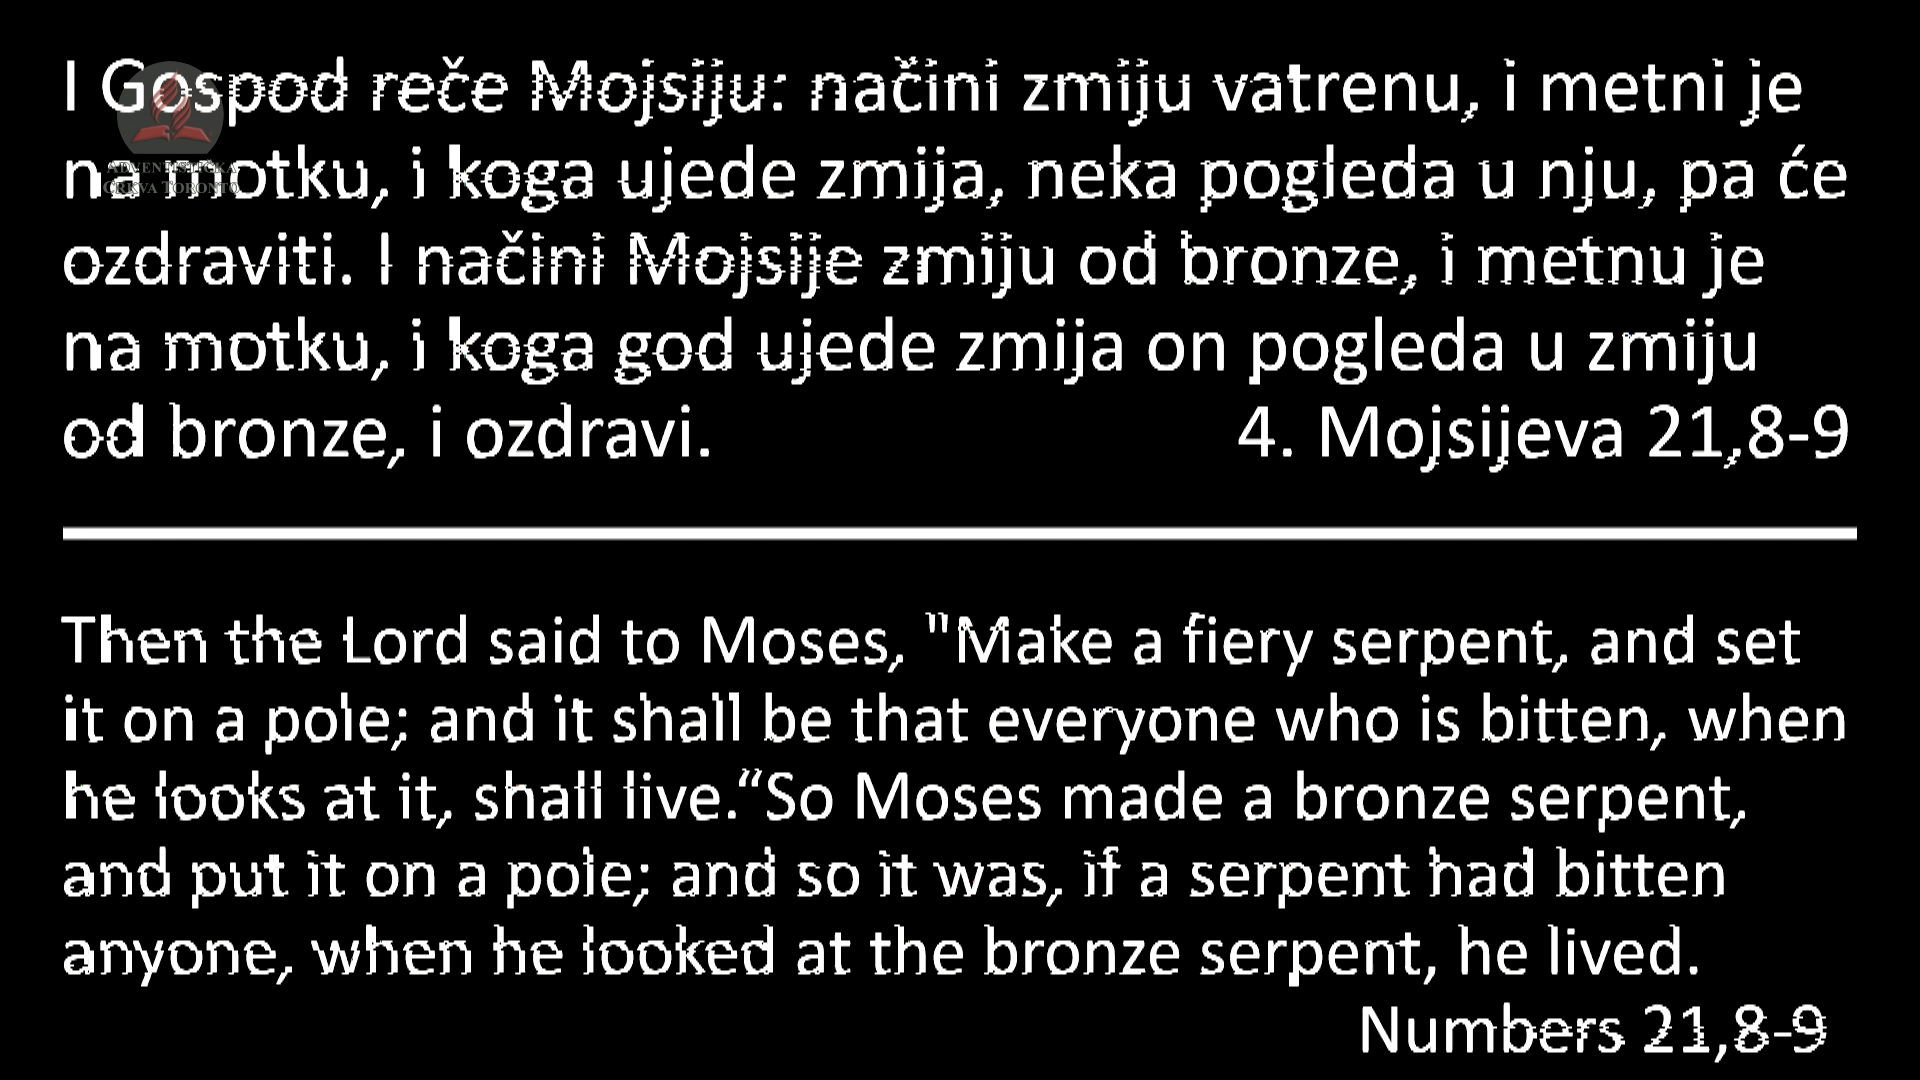 I Gospod reče Mojsiju: načini zmiju vatrenu, i metni je
na motku, i koga ujede zmija, neka pogleda u nju, pa će
ozdraviti. I načini Mojsije zmiju od bronze, i metnu je
na motku, i koga god ujede zmija on pogleda u zmiju
od bronze, i ozdravi. 4. Mojsijeva 21,8-9
ADVENTISTIČKA
CRKVA TORONTO
Then the Lord said to Moses, "Make a fiery serpent, and set
it on a pole; and it shall be that everyone who is bitten, when
he looks at it, shall live.“So Moses made a bronze serpent,
and put it on a pole; and so it was, if a serpent had bitten
anyone, when he looked at the bronze serpent, he lived.
Numbers 21,8-9